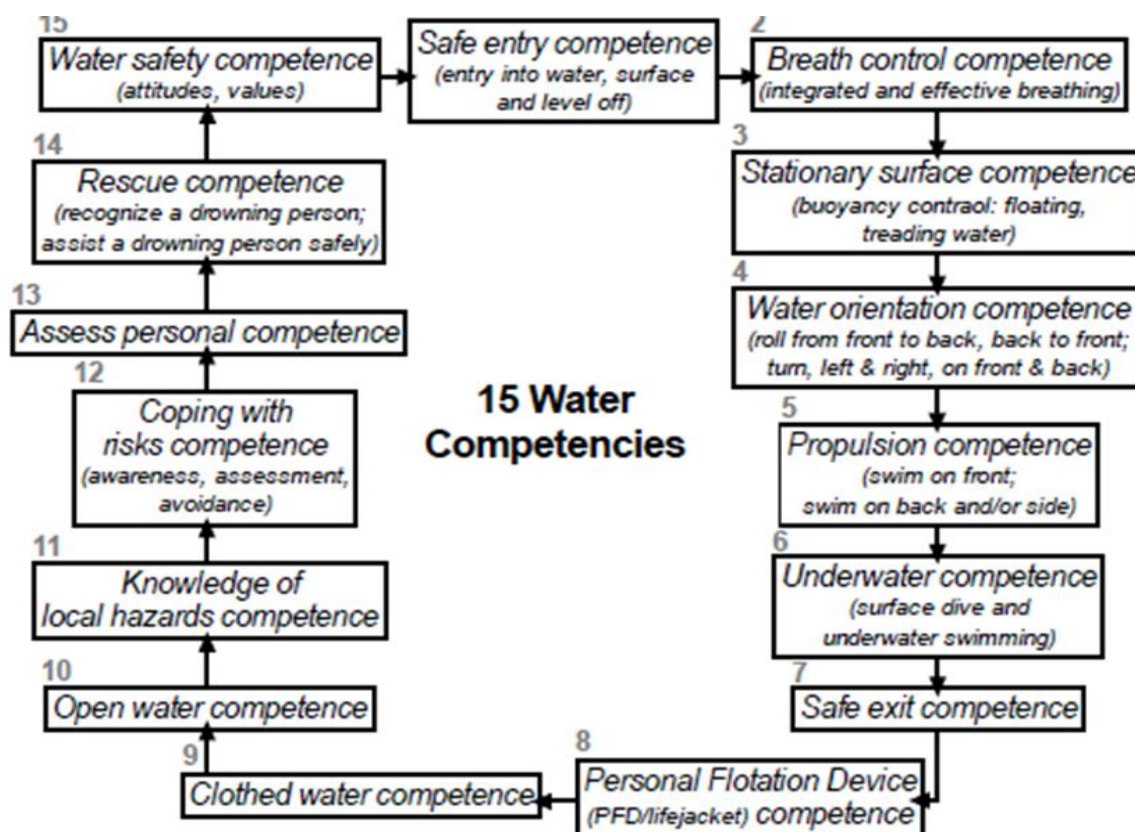 15 Water
Competencies
Safe entry competence
(entry into water, surface
and level off)
2
Breath control competence
(integrated and effective breathing)
3
Stationary surface competence
(buoyancy contraol: floating,
treading water)
4
Water orientation competence
(roll from front to back, back to front;
turn, left & right, on front & back)
5
Propulsion competence
(swim on front;
swim on back and/or side)
6
Underwater competence
(surface dive and
underwater swimming)
7
Safe exit competence
8
Personal Flotation Device
(PFD/lifejacket) competence
9
Clothed water competence
10
Open water competence
11
Knowledge of
local hazards competence
12
Coping with
risks competence
(awareness, assessment,
avoidance)
13
Assess personal competence
14
Rescue competence
(recognize a drowning person;
assist a drowning person safely)
15
Water safety competence
(attitudes, values)